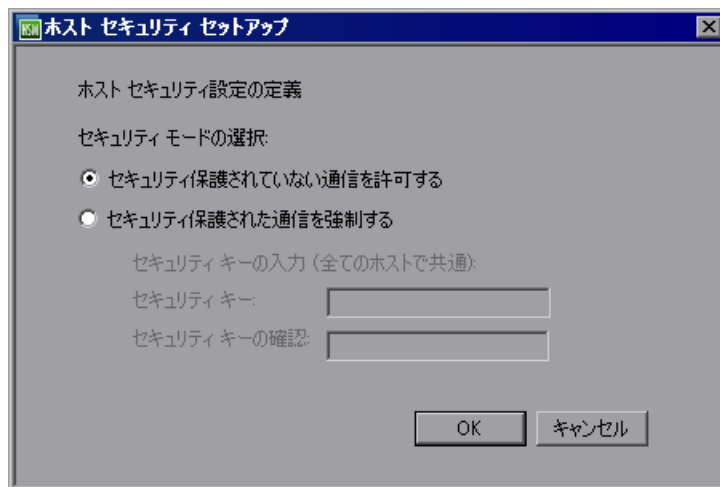 HSM ホスト セキュリティ セットアップ
ホスト セキュリティ設定の定義
セキュリティ モードの選択:
セキュリティ保護されていない通信を許可する
セキュリティ保護された通信を強制する
セキュリティ キーの入力 (全てのホストで共通):
セキュリティ キー:
セキュリティ キーの確認:
OK キャンセル